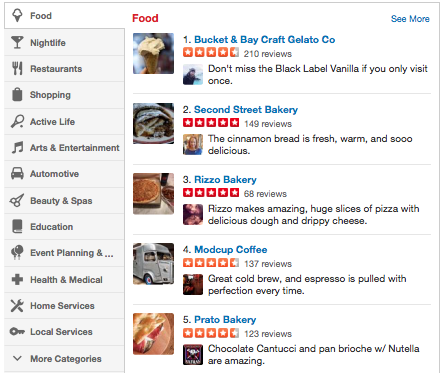 Food
Nightlife
Restaurants
Shopping
Active Life
Arts & Entertainment
Automotive
Beauty & Spas
Education
Event Planning & ...
Health & Medical
Home Services
Local Services
More Categories
Food
See More
1. Bucket & Bay Craft Gelato Co
210 reviews
Don't miss the Black Label Vanilla if you only visit
once.
2. Second Street Bakery
149 reviews
The cinnamon bread is fresh, warm, and sooo
delicious.
3. Rizzo Bakery
68 reviews
Rizzo makes amazing, huge slices of pizza with
delicious dough and drippy cheese.
4. Modcup Coffee
137 reviews
Great cold brew, and espresso is pulled with
perfection every time.
5. Prato Bakery
123 reviews
Chocolate Cantucci and pan brioche w/ Nutella
are amazing.